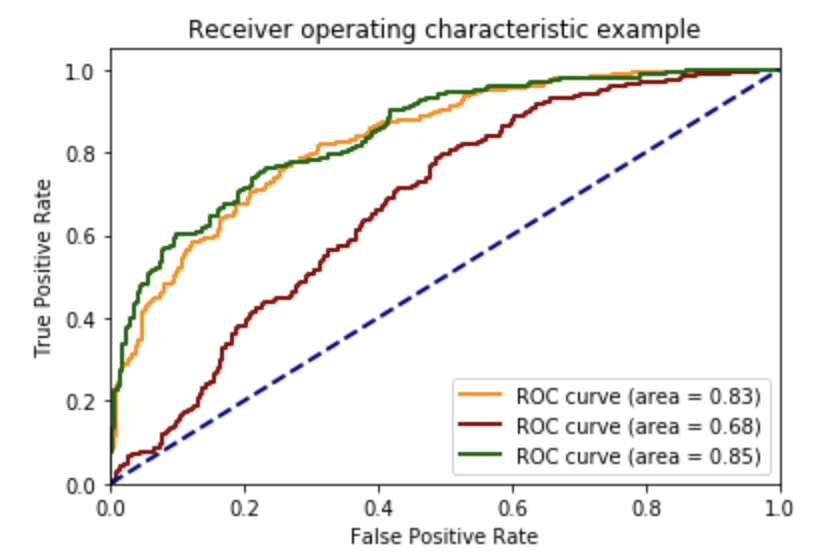 Receiver operating characteristic example
True Positive Rate
1.0
0.8
0.6
0.4
0.2
0.0
ROC curve (area = 0.83)
ROC curve (area = 0.68)
ROC curve (area = 0.85)
0.0 0.2 0.4 0.6 0.8 1.0
False Positive Rate